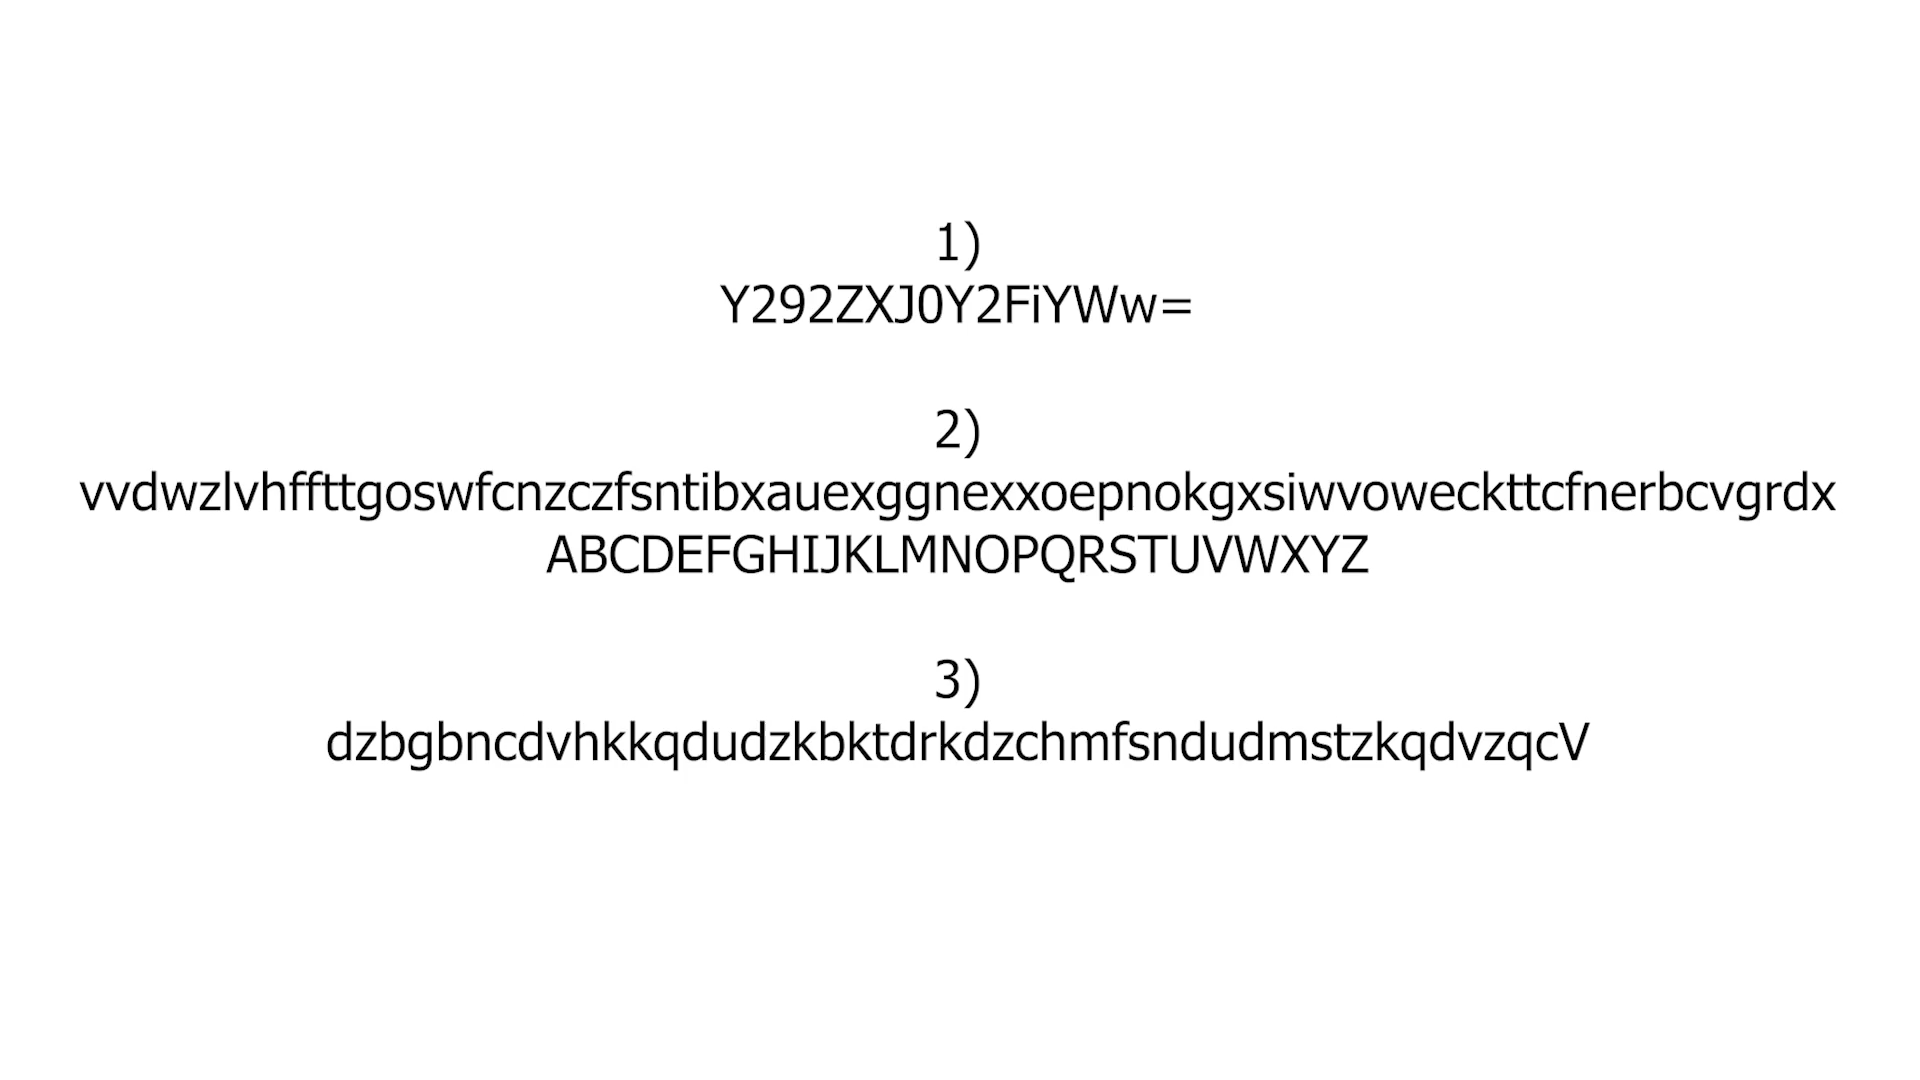 1)
Y292ZXJ0Y2FiYWw=
2)
vvdwzlvhffttgoswfcnzczfsntibxauexggnexxoepnokgxsiwvoweckttcfnerbcvgrdx
ABCDEFGHIJKLMNOPQRSTUVWXYZ
3)
dzbgbncdvhkkqdudzkbktdrkdzchmfsndudmstzkqdvzqcV